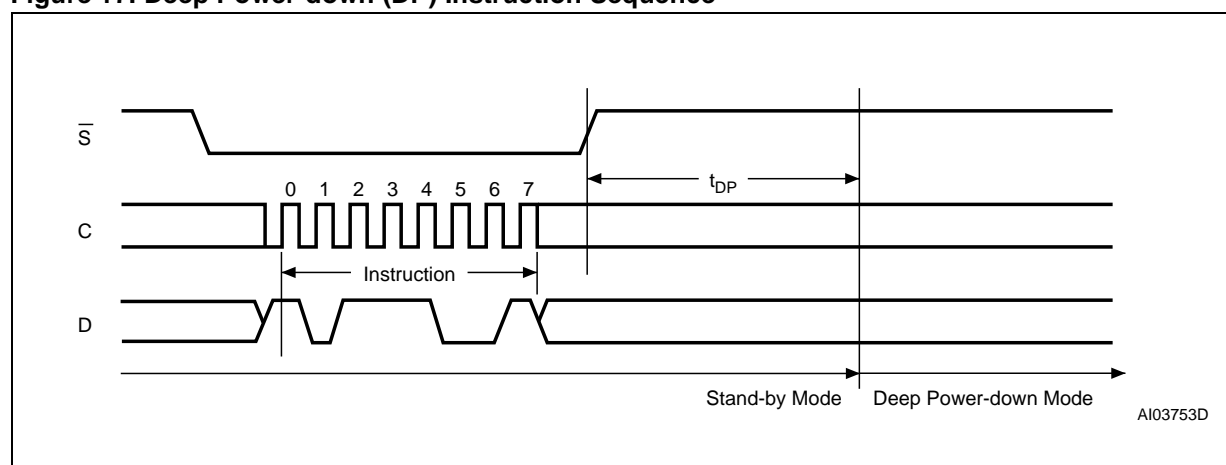 Figure 17. Deep Power-down (DP) Instruction Sequence
S
0 1 2 3 4 5 6 7
tDP
C
Instruction
D
Stand-by Mode
Deep Power-down Mode
AI03753D